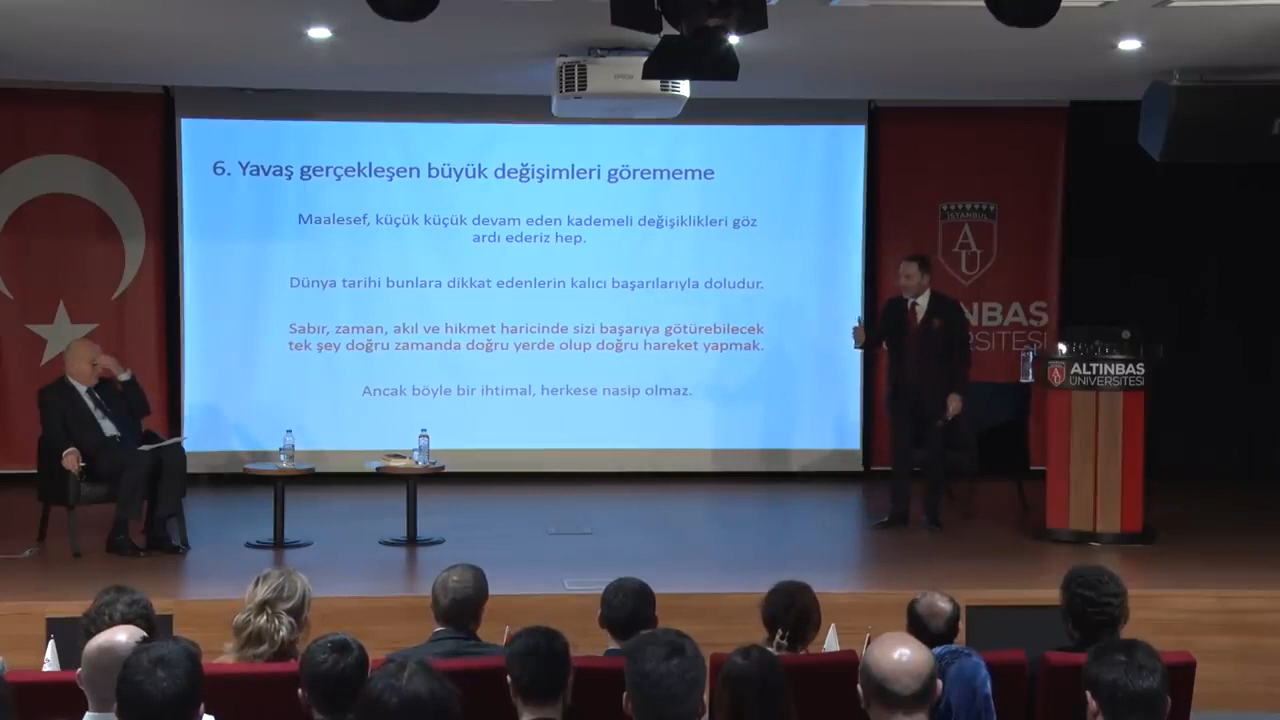 EPSON
6. Yavaş gerçekleşen büyük değişimleri görememe
Maalesef, küçük küçük devam eden kademeli değişiklikleri göz
ardı ederiz hep.
Dünya tarihi bunlara dikkat edenlerin kalıcı başarılarıyla doludur.
Sabır, zaman, akıl ve hikmet haricinde sizi başarıya götürebilecek
tek şey doğru zamanda doğru yerde olup doğru hareket yapmak.
Ancak böyle bir ihtimal, herkese nasip olmaz.
İSTANBUL
AU
ALTINBAŞ
ÜNİVERSİTESİ